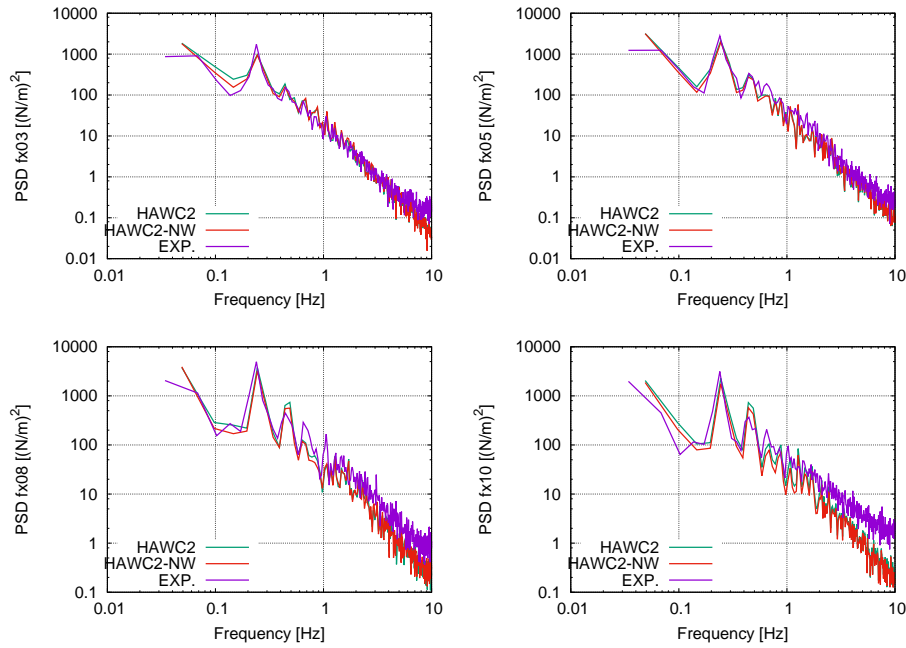 10000
1000
100
10
1
0.1
0.01
0.01 0.1 1 10
PSD fx03 [(N/m)²]
Frequency [Hz]
HAWC2
HAWC2-NW
EXP.
10000
1000
100
10
1
0.1
0.01
0.01 0.1 1 10
PSD fx05 [(N/m)²]
Frequency [Hz]
HAWC2
HAWC2-NW
EXP.
10000
1000
100
10
1
0.1
0.01 0.1 1 10
PSD fx08 [(N/m)²]
Frequency [Hz]
HAWC2
HAWC2-NW
EXP.
10000
1000
100
10
1
0.1
0.01 0.1 1 10
PSD fx10 [(N/m)²]
Frequency [Hz]
HAWC2
HAWC2-NW
EXP.